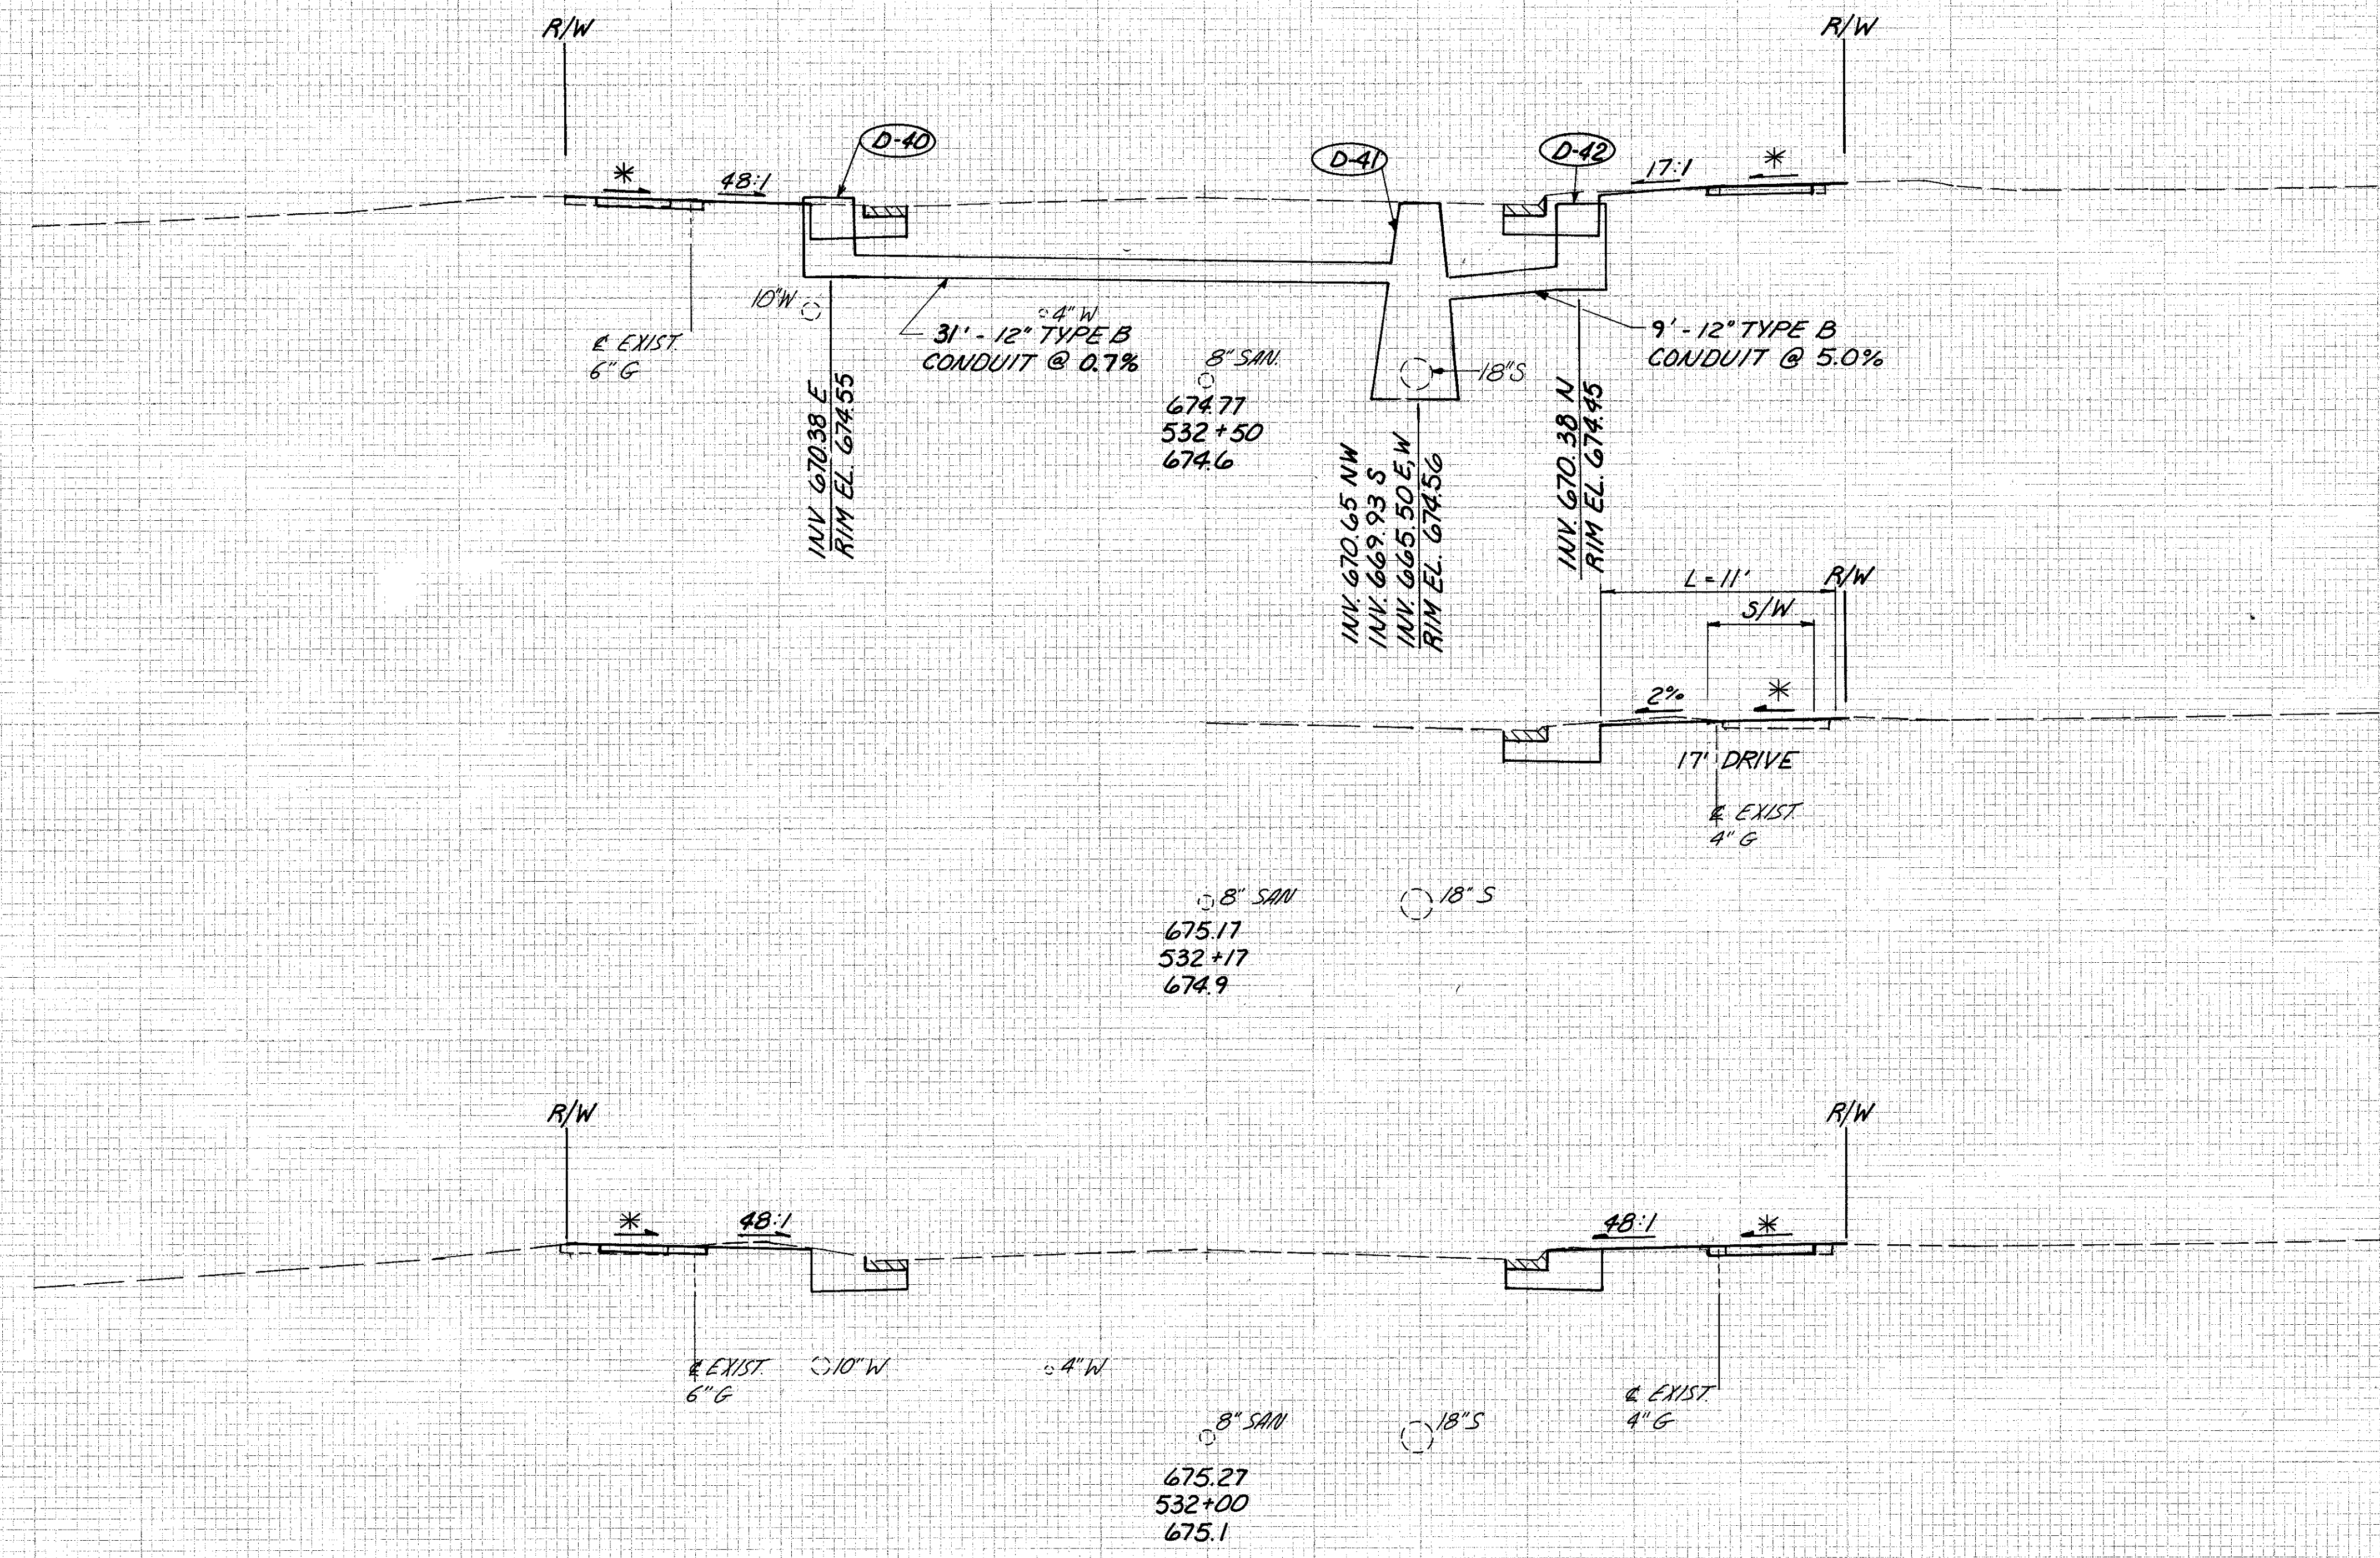 R/W
R/W
D-40
D-41
D-42
*
48:1
17:1
*
10"W
4" W
31' - 12" TYPE B
CONDUIT @ 0.7%
9' - 12" TYPE B
CONDUIT @ 5.0%
℄ EXIST.
6" G
8" SAN.
18"S
674.77
532+50
674.6
INV 670.38 E
RIM EL. 674.55
INV. 670.65 NW
INV. 669.93 S
INV. 665.50 E,W
RIM EL. 674.56
INV. 670.38 N
RIM EL. 674.45
L = 11'
R/W
S/W
2%
*
17' DRIVE
℄ EXIST.
4" G
8" SAN
18" S
675.17
532+17
674.9
R/W
R/W
*
48:1
48:1
*
℄ EXIST.
6" G
10" W
4" W
℄ EXIST.
4" G
8" SAN
18"S
675.27
532+00
675.1